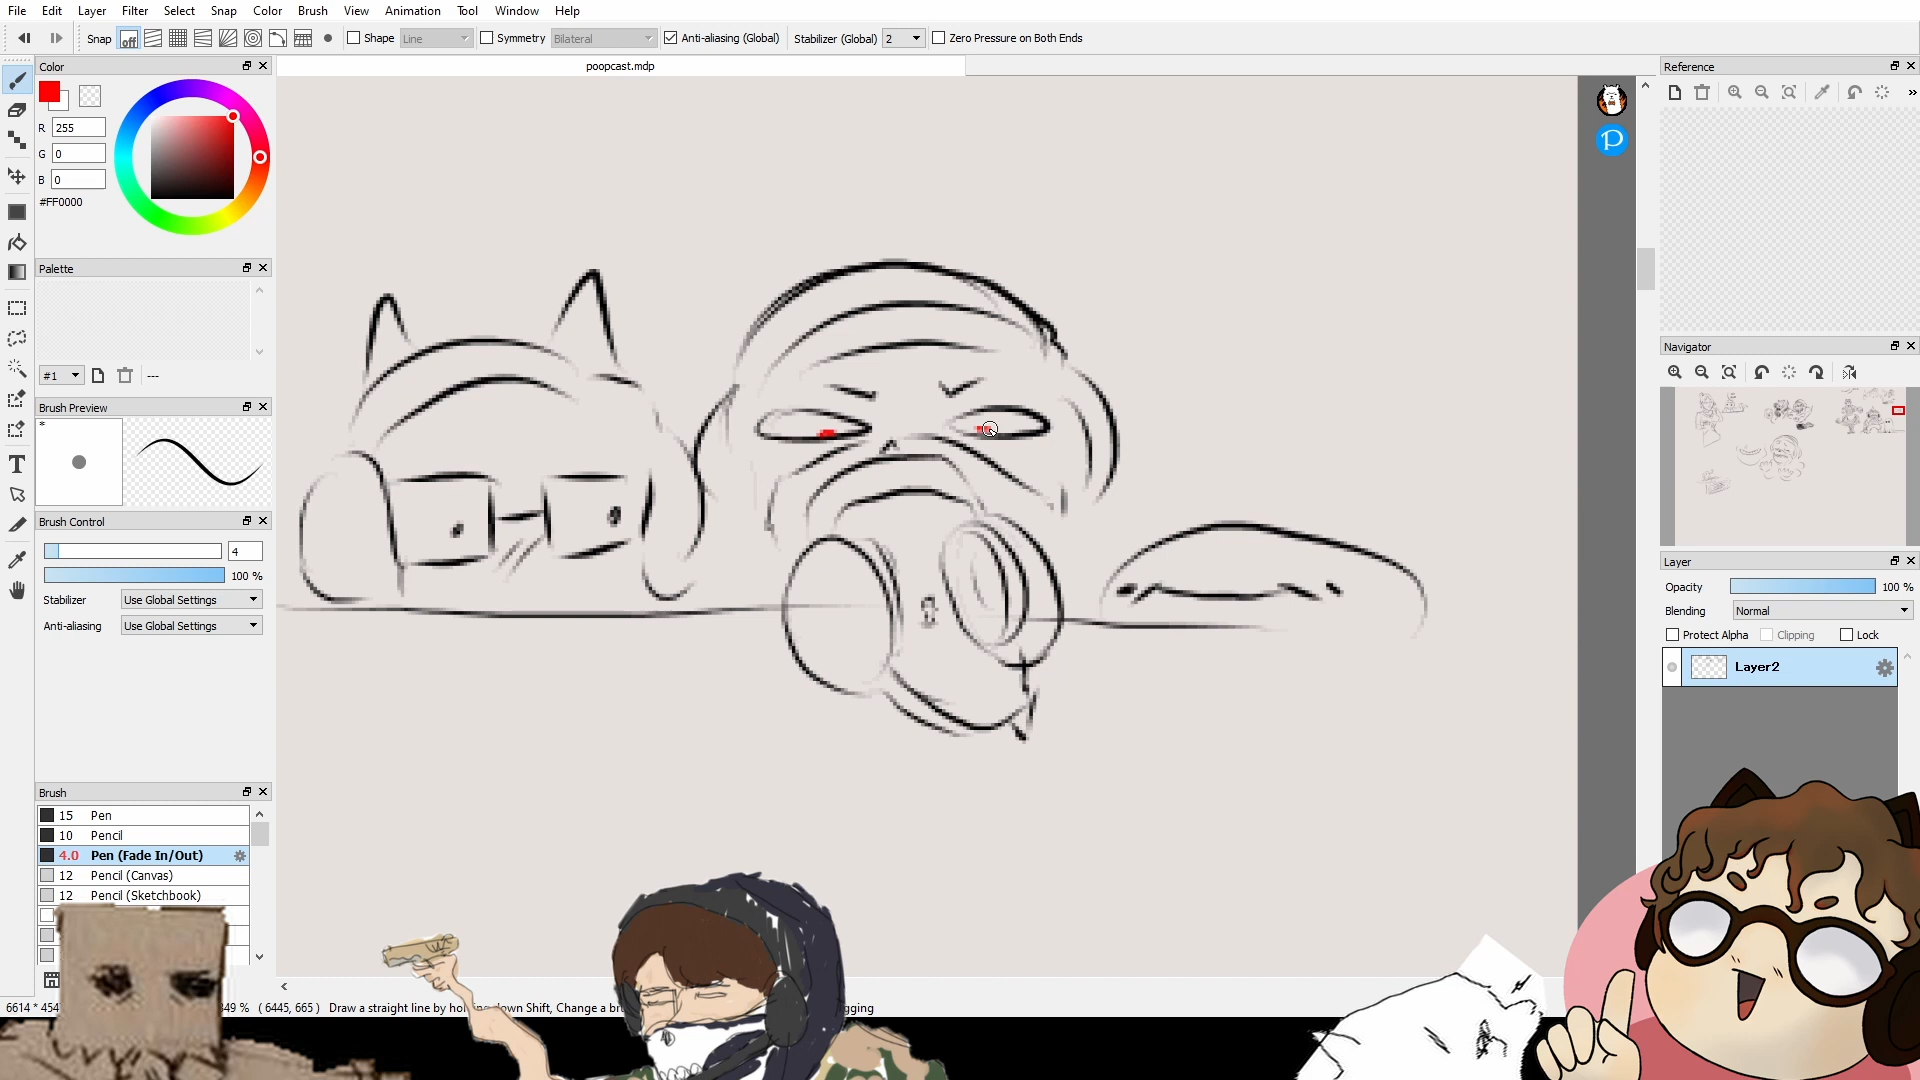 File Edit Layer Filter Select Snap Color Brush View Animation Tool Window Help
Snap off Shape Line Symmetry Bilateral Anti-aliasing (Global) Stabilizer (Global) 2 Zero Pressure on Both Ends
Color
poopcast.mdp
Reference
R 255
G 0
B 0
#FF0000
Palette
#1 ---
Brush Preview
*
Brush Control
4
100 %
Stabilizer Use Global Settings
Anti-aliasing Use Global Settings
Brush
15 Pen
10 Pencil
4.0 Pen (Fade In/Out)
12 Pencil (Canvas)
12 Pencil (Sketchbook)
Navigator
Layer
Opacity 100 %
Blending Normal
Protect Alpha Clipping Lock
Layer2
6614 * 454
( 6445, 665 ) Draw a straight line by
down Shift, Change a
gging